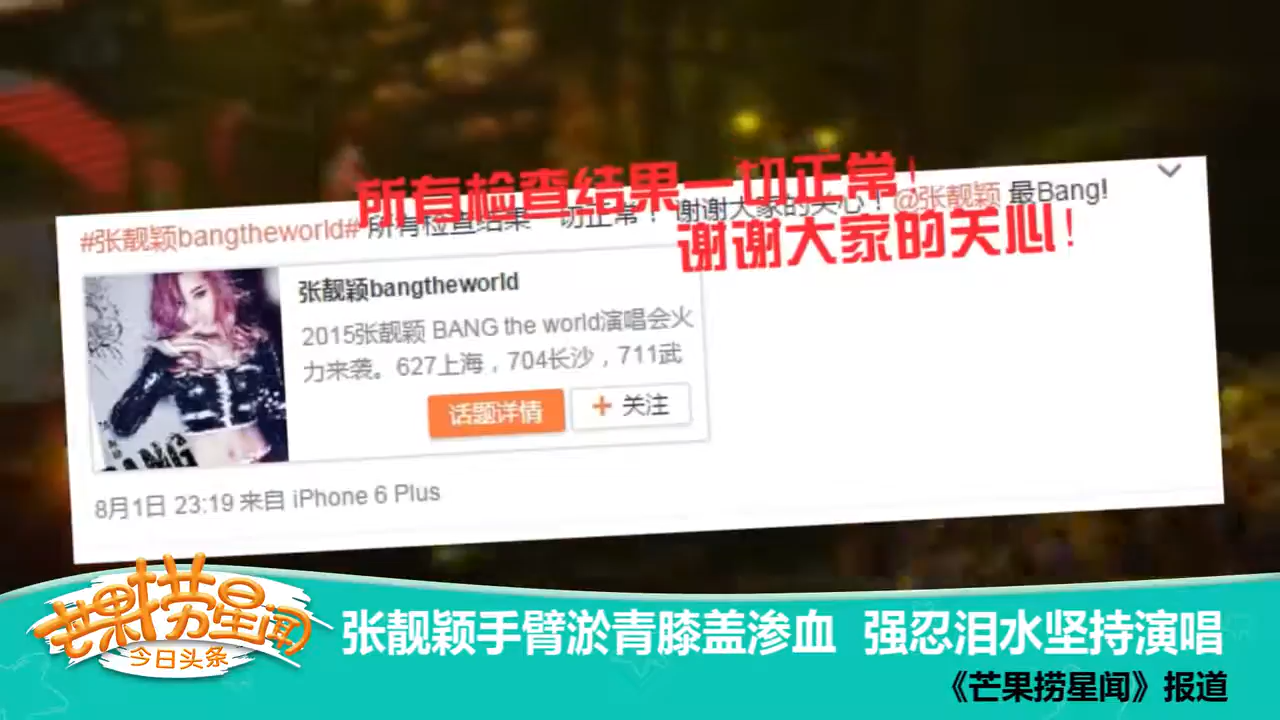 所有检查结果一切正常！
谢谢大家的关心！
#张靓颖bangtheworld# 所有检查结果一切正常！ 谢谢大家的关心！@张靓颖 最Bang!
张靓颖bangtheworld
2015张靓颖 BANG the world演唱会火
力来袭。627上海，704长沙，711武
话题详情
+ 关注
BANG
8月1日 23:19 来自 iPhone 6 Plus
芒果捞星闻
今日头条
张靓颖手臂淤青膝盖渗血 强忍泪水坚持演唱
《芒果捞星闻》报道